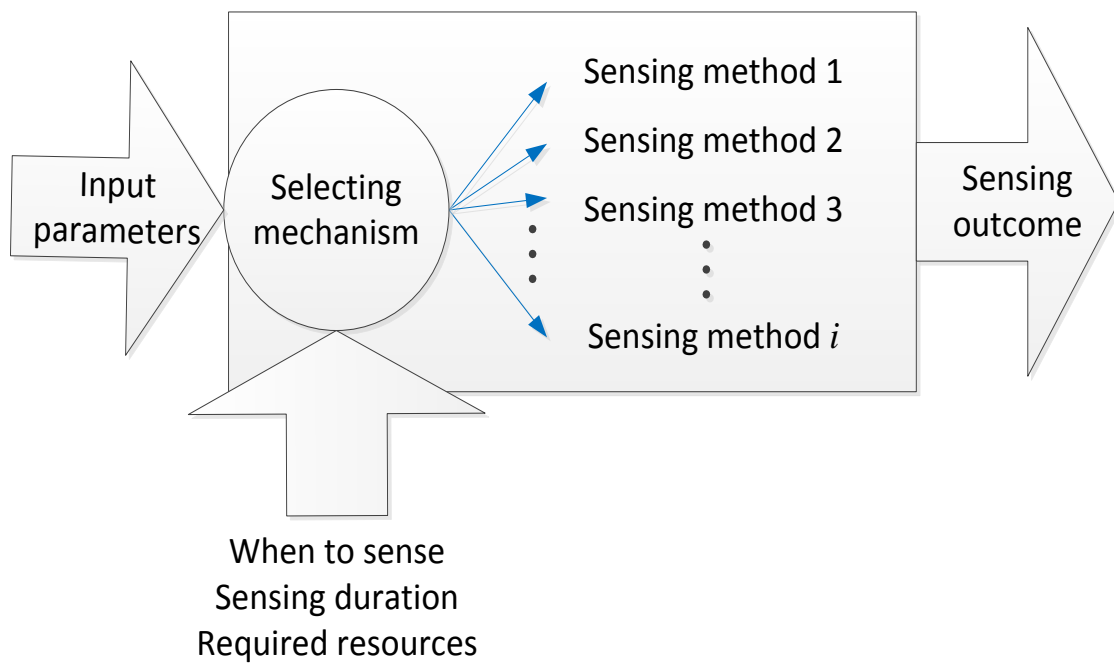 Input
parameters
Selecting
mechanism
Sensing method 1
Sensing method 2
Sensing method 3
Sensing method i
Sensing
outcome
When to sense
Sensing duration
Required resources